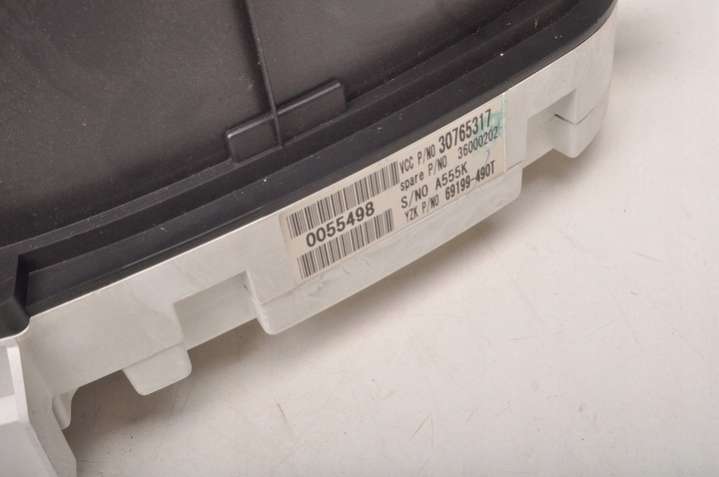 VCC P/NO 30765317
spare P/NO 36000202
S/NO A555K
YZK P/NO 69199-490T
0055498